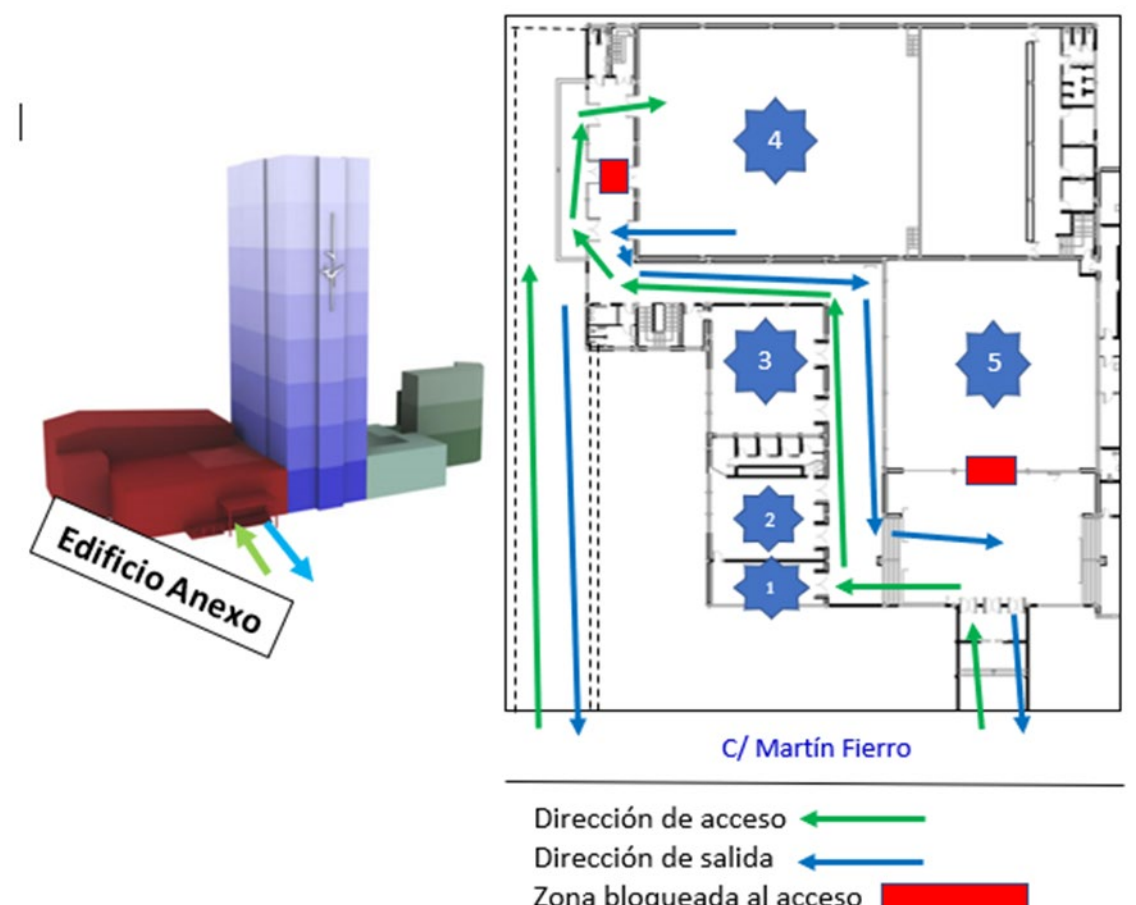 4
3
5
2
1
Edificio Anexo
C/ Martín Fierro
Dirección de acceso
Dirección de salida
Zona bloqueada al acceso